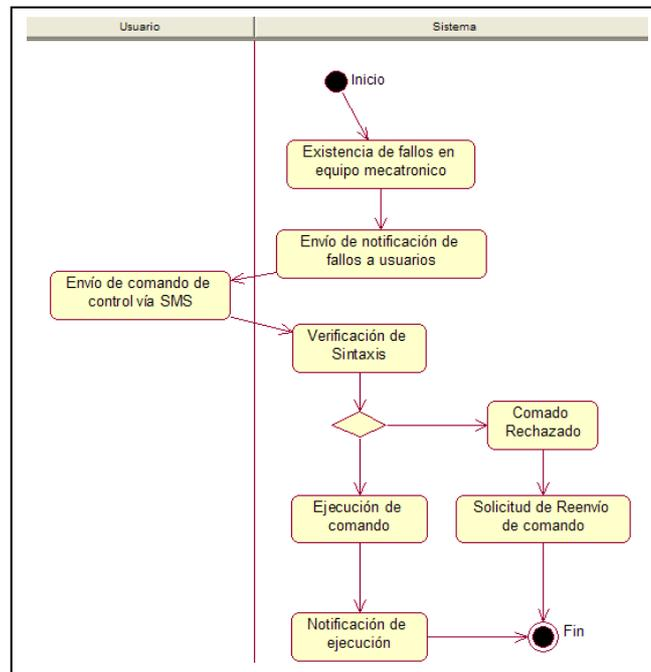 Usuario
Sistema
Inicio
Existencia de fallos en
equipo mecatronico
Envío de notificación de
fallos a usuarios
Envío de comando de
control vía SMS
Verificación de
Sintaxis
Comado
Rechazado
Ejecución de
comando
Solicitud de Reenvío
de comando
Notificación de
ejecución
Fin